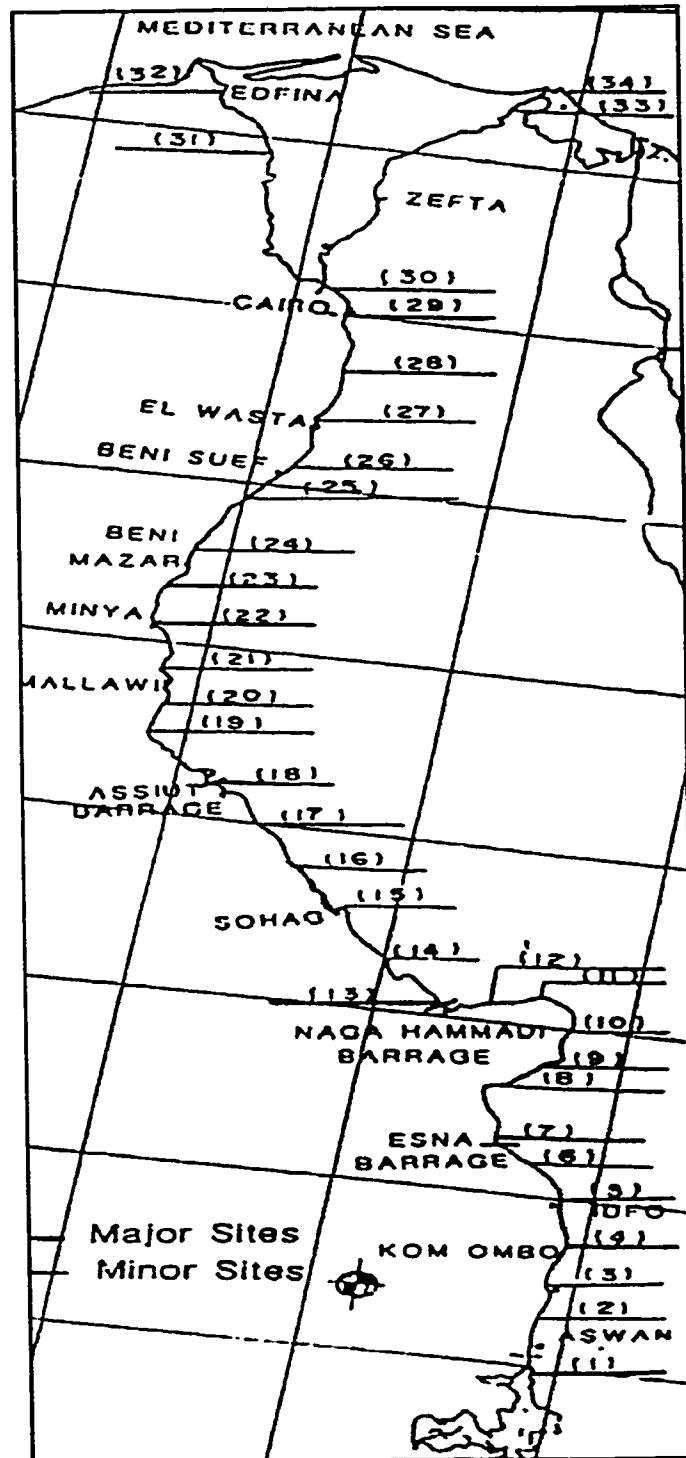 MEDITERRANEAN SEA
(32)
(34)
EDFINA
(33)
(31)
ZEFTA
(30)
CAIRO
(29)
(28)
EL WASTA
(27)
BENI SUEF
(26)
(25)
BENI
MAZAR
(24)
(23)
MINYA
(22)
(21)
MALLAWI
(20)
(19)
(18)
ASSIUT
BARRAGE
(17)
(16)
(15)
SOHAG
(14)
(12)
(11)
(13)
NAGA HAMMADI
BARRAGE
(10)
(9)
(8)
ESNA
BARRAGE
(7)
(6)
(5)
IDFO
Major Sites
KOM OMBO
(4)
Minor Sites
(3)
(2)
ASWAN
(1)